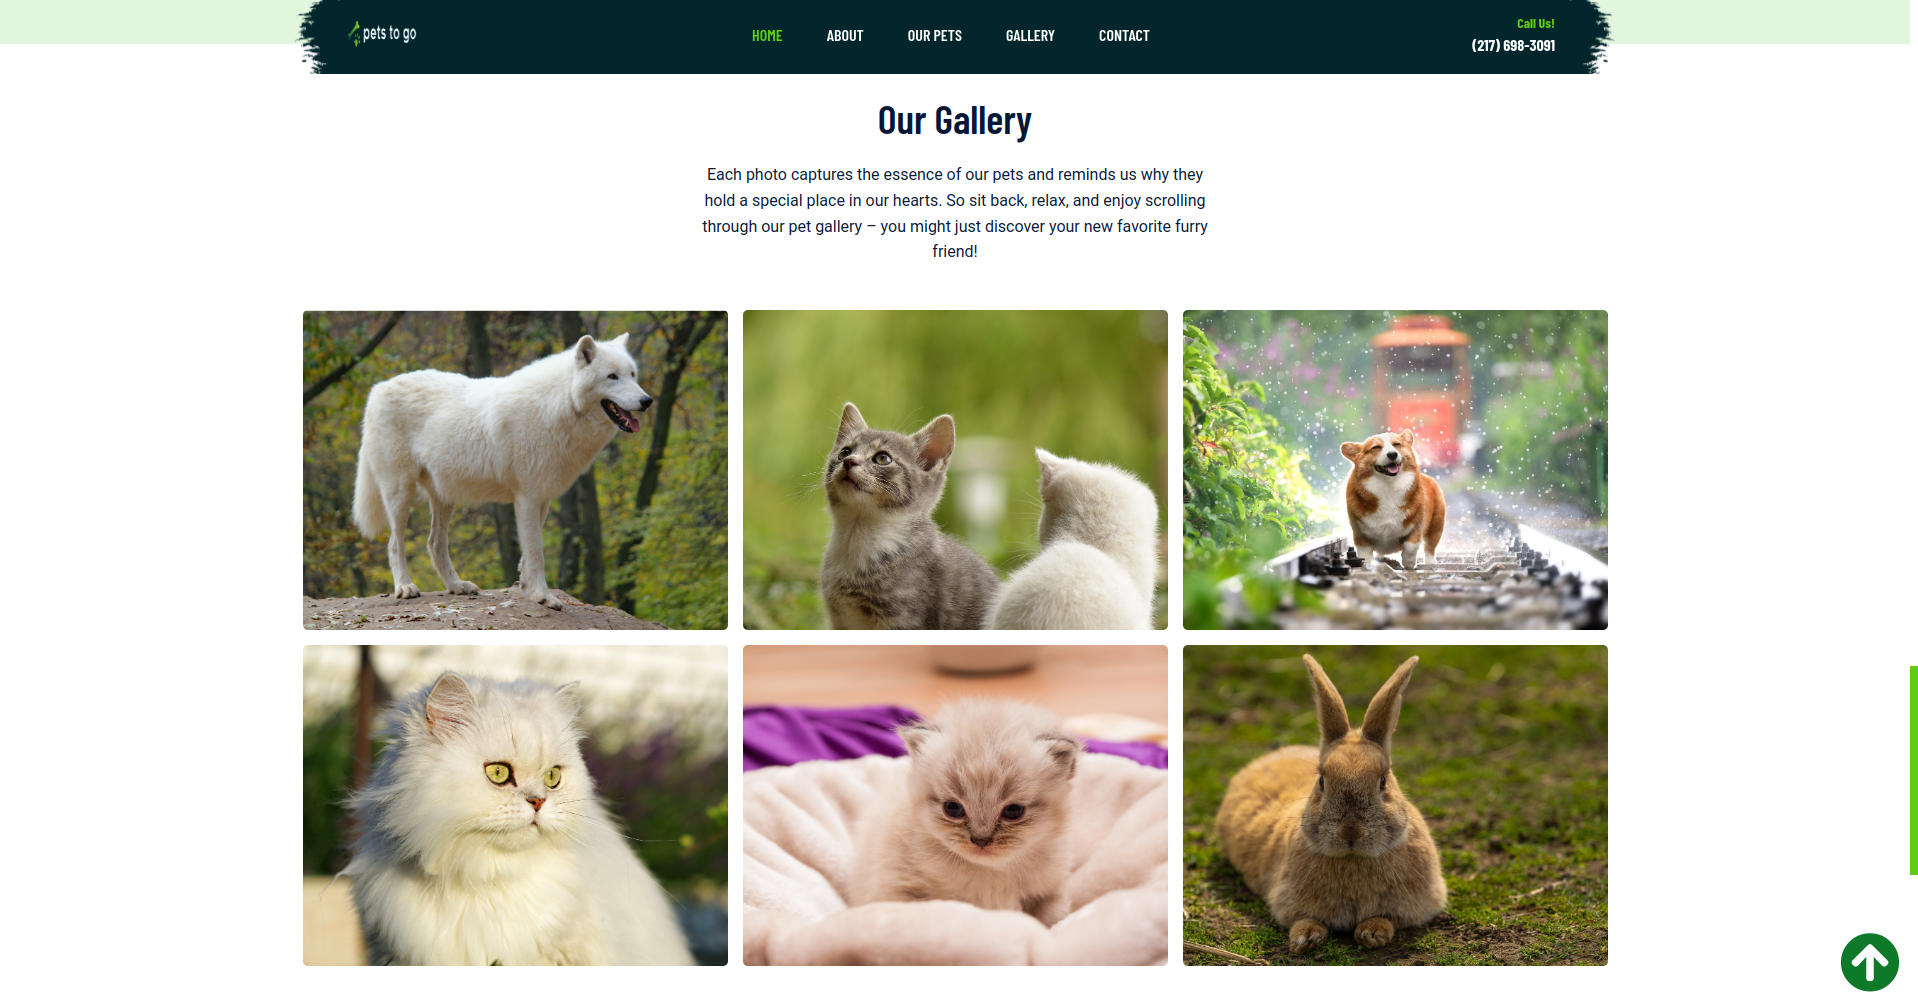 pets to go
HOME
ABOUT
OUR PETS
GALLERY
CONTACT
Call Us!
(217) 698-3091
Our Gallery
Each photo captures the essence of our pets and reminds us why they
hold a special place in our hearts. So sit back, relax, and enjoy scrolling
through our pet gallery – you might just discover your new favorite furry
friend!